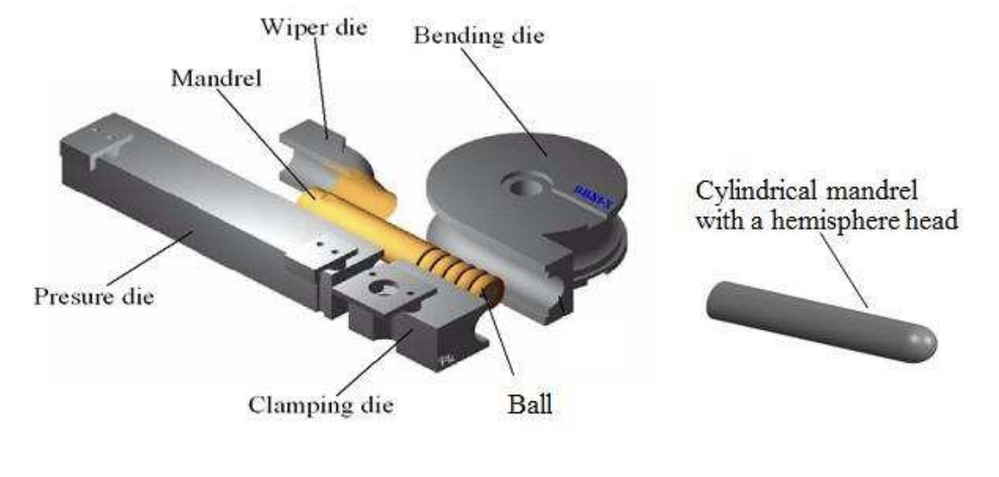 Wiper die
Bending die
Mandrel
Cylindrical mandrel
with a hemisphere head
Presure die
Clamping die
Ball